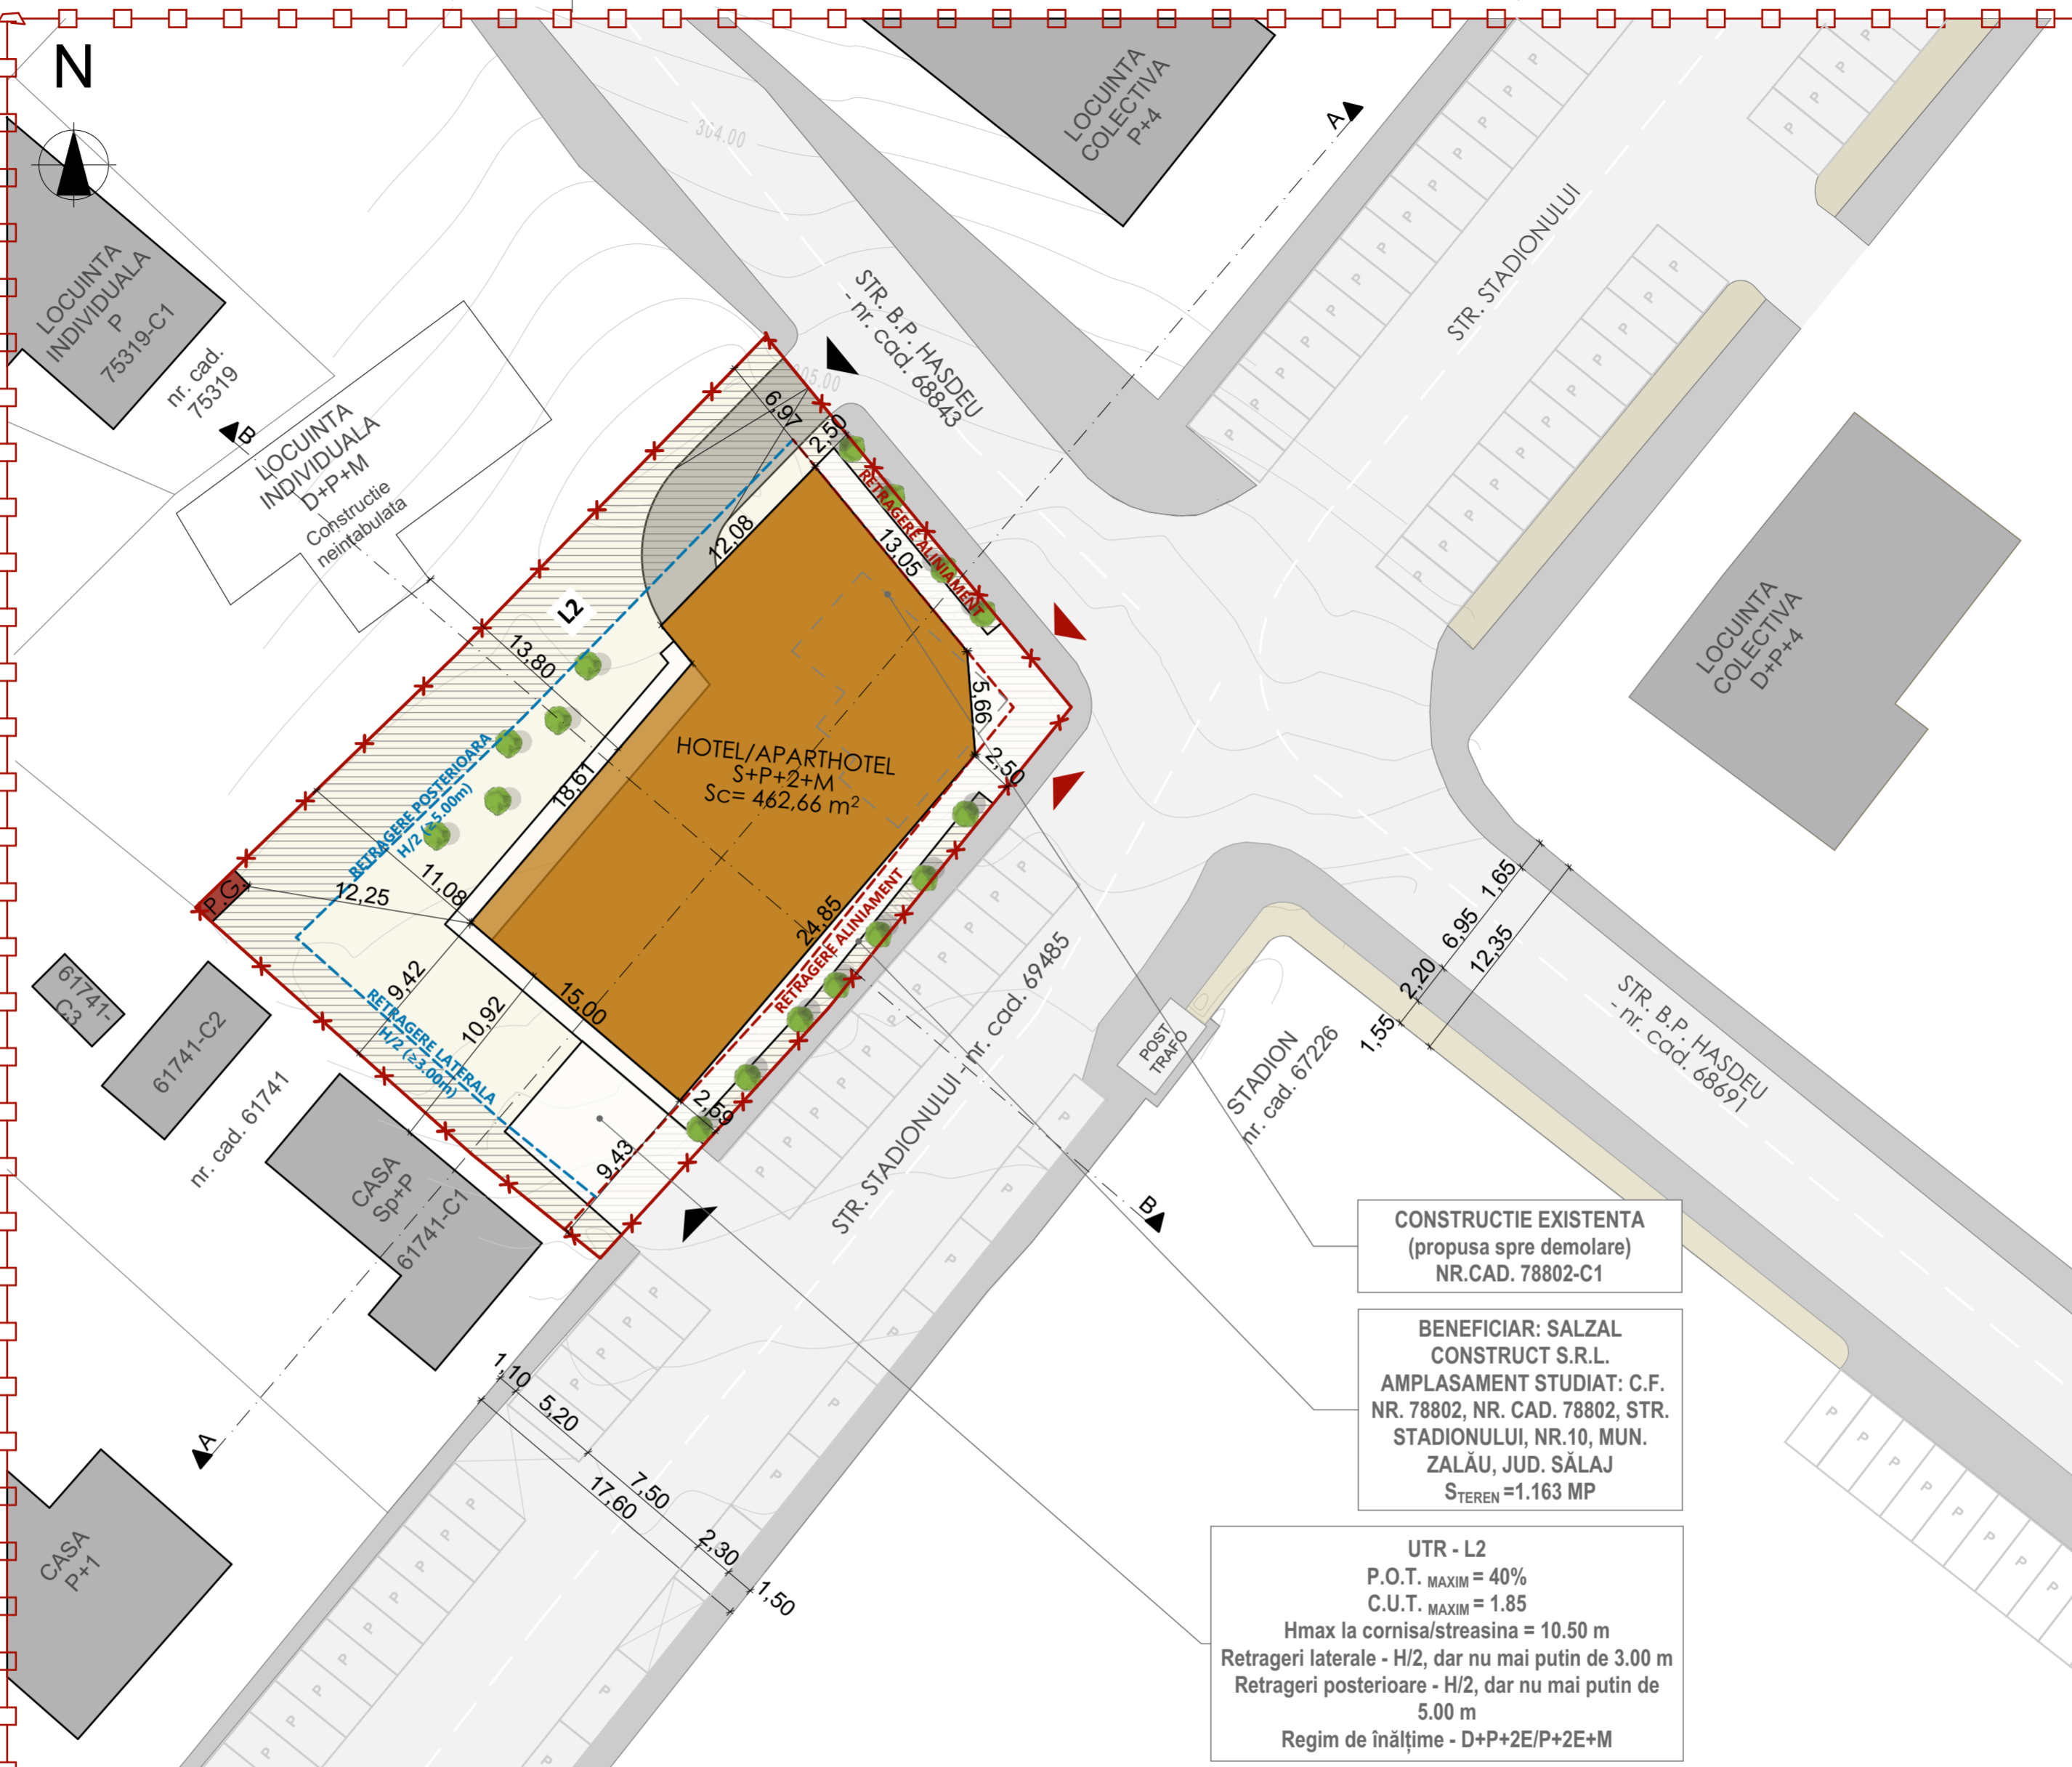 N
304.00
LOCUINTA
COLECTIVA
P+4
A
STR. STADIONULUI
STR. B.P. HASDEU
- nr. cad. 68843
LOCUINTA
INDIVIDUALA
P
75319-C1
nr. cad.
75319
B
LOCUINTA
INDIVIDUALA
D+P+M
Constructie
neintabulata
6,97
2,50
RETRAGERE ALINIAMENT
12,08
13,05
L2
13,80
5,66
2,50
HOTEL/APARTHOTEL
S+P+2+M
Sc= 462,66 m²
18,61
RETRAGERE POSTERIOARA
H/2 (≥5.00m)
11,08
12,25
P.G.
24,85
RETRAGERE ALINIAMENT
9,42
10,92
15,00
RETRAGERE LATERALA
H/2 (≥3.00m)
2,59
9,43
LOCUINTA
COLECTIVA
D+P+4
1,65
6,95
12,35
2,20
1,55
STR. B.P. HASDEU
- nr. cad. 68691
61741-
C3
61741-C2
nr. cad. 61741
CASA
Sp+P
61741-C1
STR. STADIONULUI - nr. cad. 69485
POST
TRAFO
STADION
nr. cad. 67226
B
A
CASA
P+1
1,10
5,20
7,50
17,60
2,30
1,50
CONSTRUCTIE EXISTENTA
(propusa spre demolare)
NR.CAD. 78802-C1
BENEFICIAR: SALZAL
CONSTRUCT S.R.L.
AMPLASAMENT STUDIAT: C.F.
NR. 78802, NR. CAD. 78802, STR.
STADIONULUI, NR.10, MUN.
ZALĂU, JUD. SĂLAJ
STEREN =1.163 MP
UTR - L2
P.O.T. MAXIM = 40%
C.U.T. MAXIM = 1.85
Hmax la cornisa/streasina = 10.50 m
Retrageri laterale - H/2, dar nu mai putin de 3.00 m
Retrageri posterioare - H/2, dar nu mai putin de
5.00 m
Regim de înălțime - D+P+2E/P+2E+M